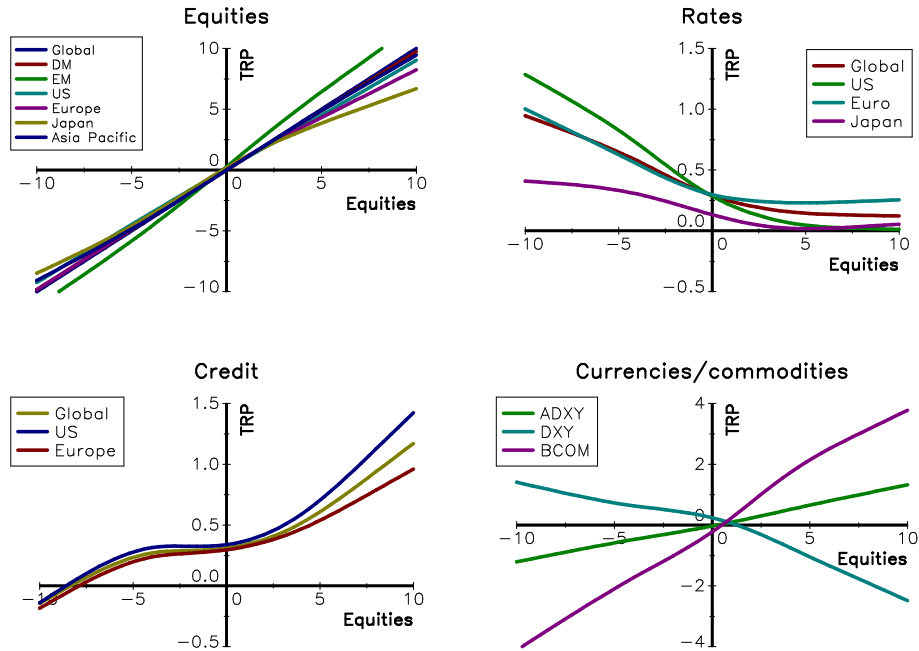 Equities
Global
DM
EM
US
Europe
Japan
Asia Pacific
TRP
10
5
0
−5
−10
−10
−5
0
5
10
Equities
Rates
Global
US
Euro
Japan
TRP
1.5
1.0
0.5
0.0
−0.5
−10
−5
0
5
10
Equities
Credit
Global
US
Europe
TRP
1.5
1.0
0.5
0.0
−0.5
−10
−5
0
5
10
Equities
Currencies/commodities
ADXY
DXY
BCOM
TRP
4
2
0
−2
−4
−10
−5
0
5
10
Equities